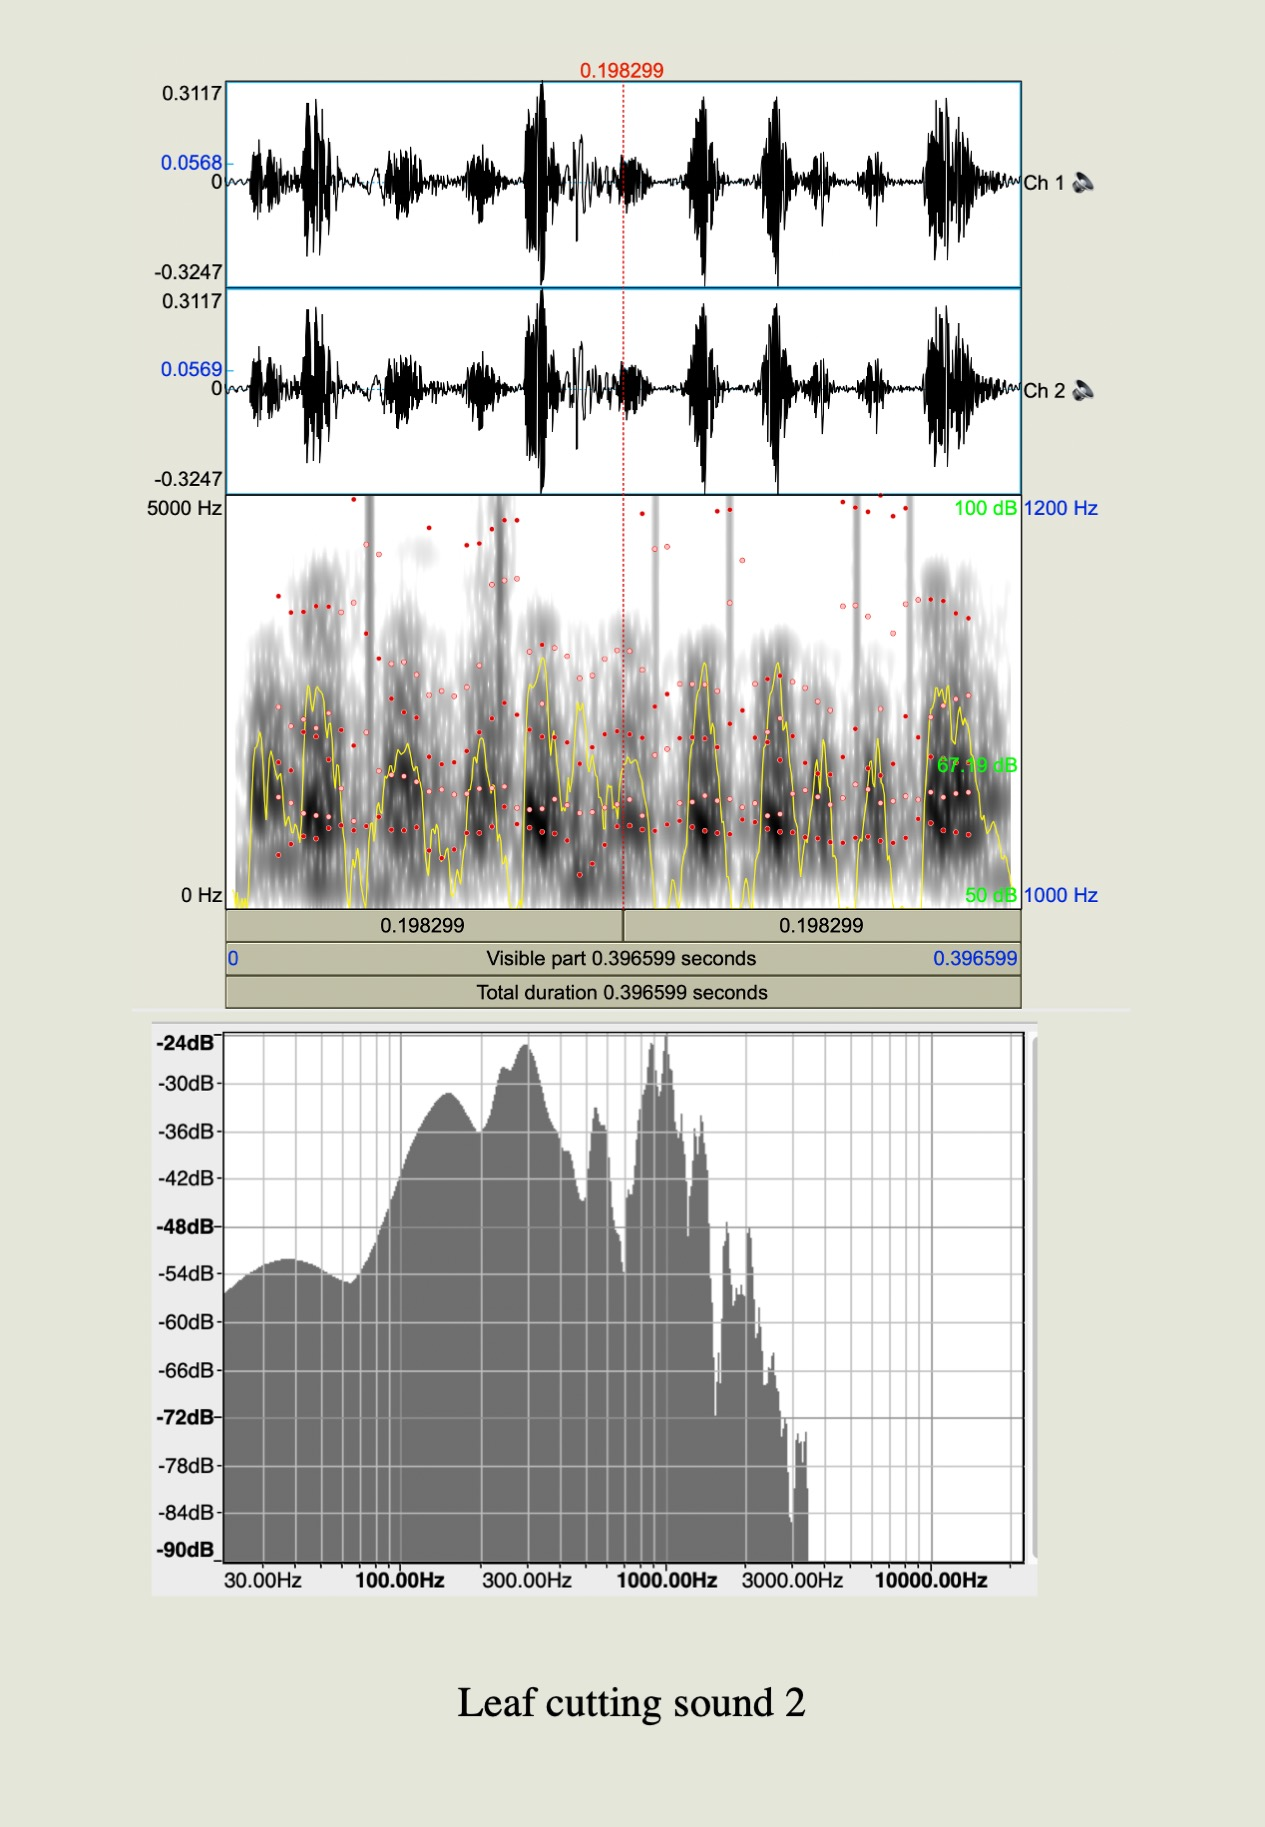 0.198299
0.3117
0.0568
0
-0.3247
Ch 1
0.3117
0.0569
0
-0.3247
Ch 2
5000 Hz
100 dB
1200 Hz
67.19 dB
0 Hz
50 dB
1000 Hz
0.198299
0.198299
0
Visible part 0.396599 seconds
0.396599
Total duration 0.396599 seconds
-24dB
-30dB-
-36dB-
-42dB-
-48dB-
-54dB-
-60dB-
-66dB-
-72dB-
-78dB-
-84dB-
-90dB
30.00Hz
100.00Hz
300.00Hz
1000.00Hz
3000.00Hz
10000.00Hz
Leaf cutting sound 2